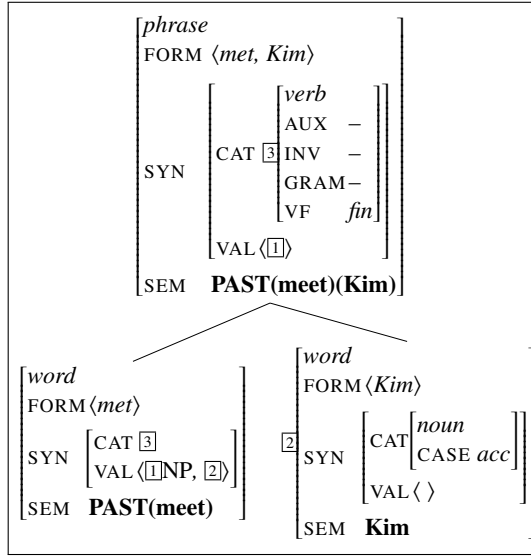 phrase
FORM ⟨met, Kim⟩
verb
AUX –
CAT 3 INV –
SYN
GRAM –
VF fin
VAL ⟨1⟩
SEM PAST(meet)(Kim)
word
FORM ⟨met⟩
SYN CAT 3
VAL ⟨1NP, 2⟩
SEM PAST(meet)
2
word
FORM ⟨Kim⟩
noun
SYN CAT
CASE acc
VAL ⟨ ⟩
SEM Kim